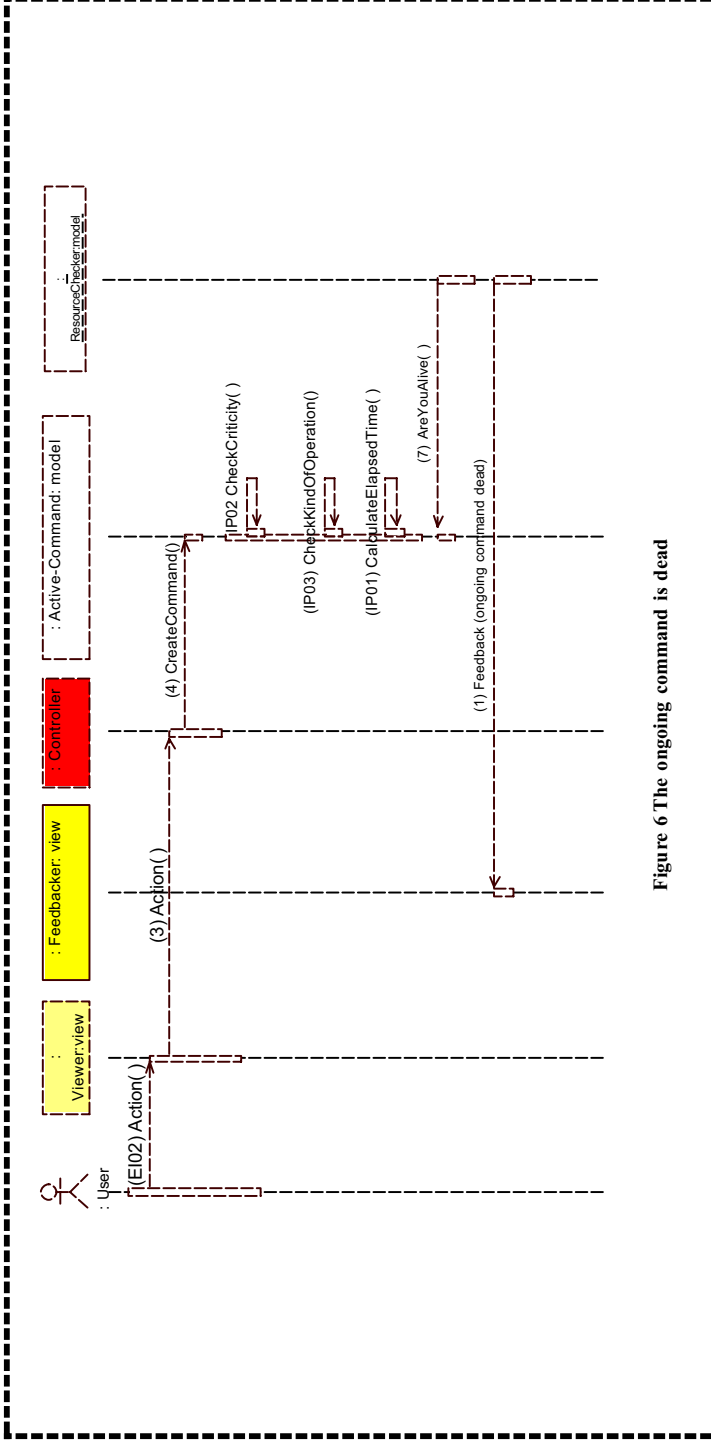 : User
:
Viewer:view
: Feedbacker: view
: Controller
: Active-Command: model
:
ResourceChecker:model
(EI02) Action( )
(3) Action( )
(4) CreateCommand()
IP02 CheckCriticity( )
(IP03) CheckKindOfOperation()
(IP01) CalculateElapsedTime( )
(7) AreYouAlive( )
(1) Feedback (ongoing command dead)
Figure 6 The ongoing command is dead